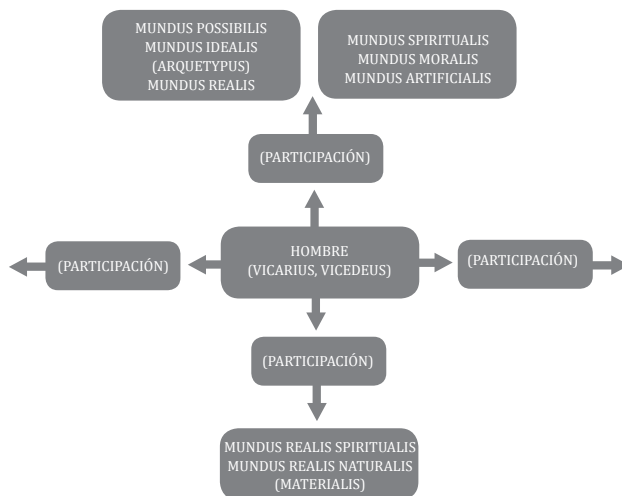 MUNDUS POSSIBILIS
MUNDUS IDEALIS
(ARQUETYPUS)
MUNDUS REALIS
MUNDUS SPIRITUALIS
MUNDUS MORALIS
MUNDUS ARTIFICIALIS
(PARTICIPACIÓN)
(PARTICIPACIÓN)
HOMBRE
(VICARIUS, VICEDEUS)
(PARTICIPACIÓN)
(PARTICIPACIÓN)
MUNDUS REALIS SPIRITUALIS
MUNDUS REALIS NATURALIS
(MATERIALIS)